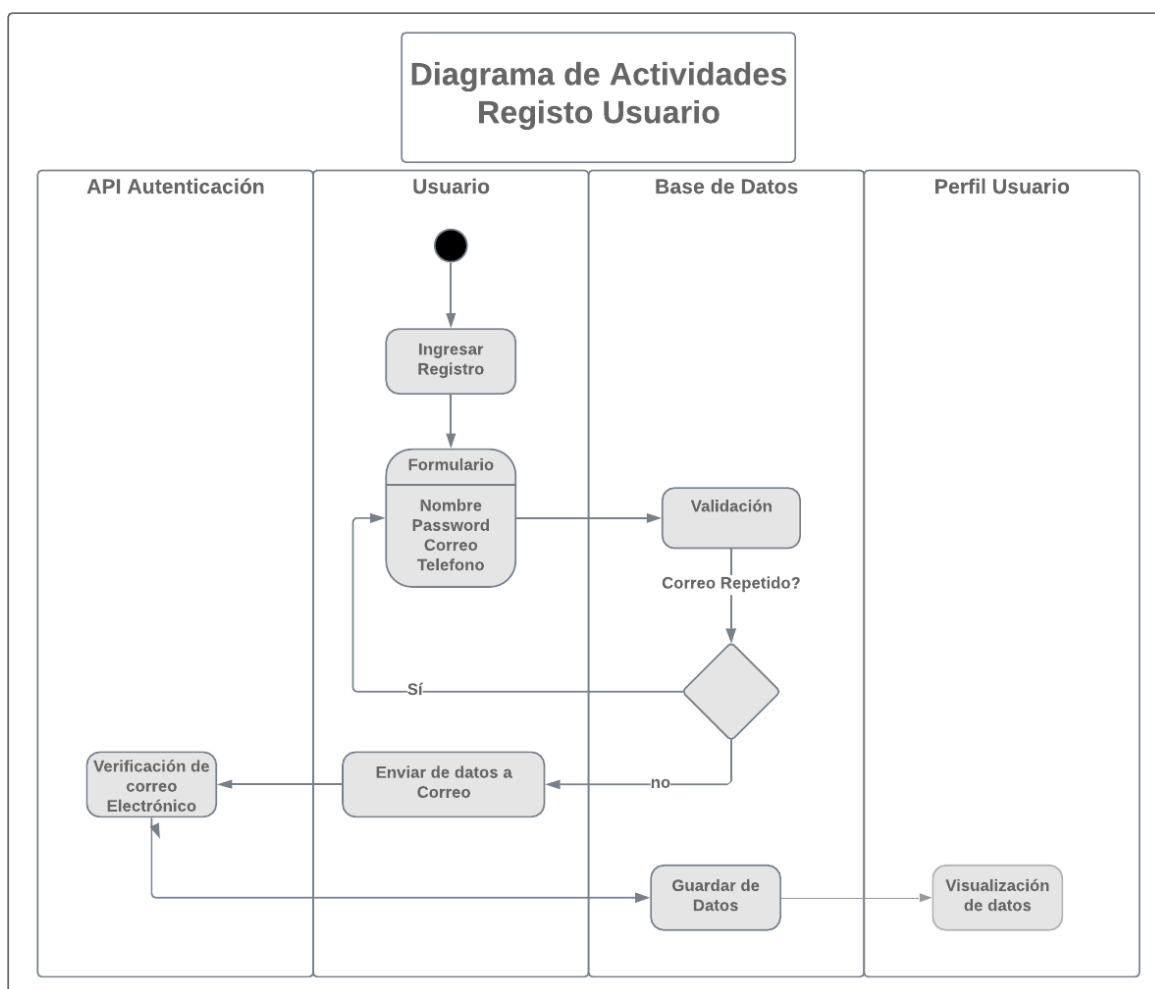 Diagrama de Actividades
Registo Usuario
API Autenticación
Usuario
Base de Datos
Perfil Usuario
Ingresar
Registro
Formulario
Nombre
Password
Correo
Telefono
Validación
Correo Repetido?
Sí
no
Enviar de datos a
Correo
Verificación de
correo
Electrónico
Guardar de
Datos
Visualización
de datos